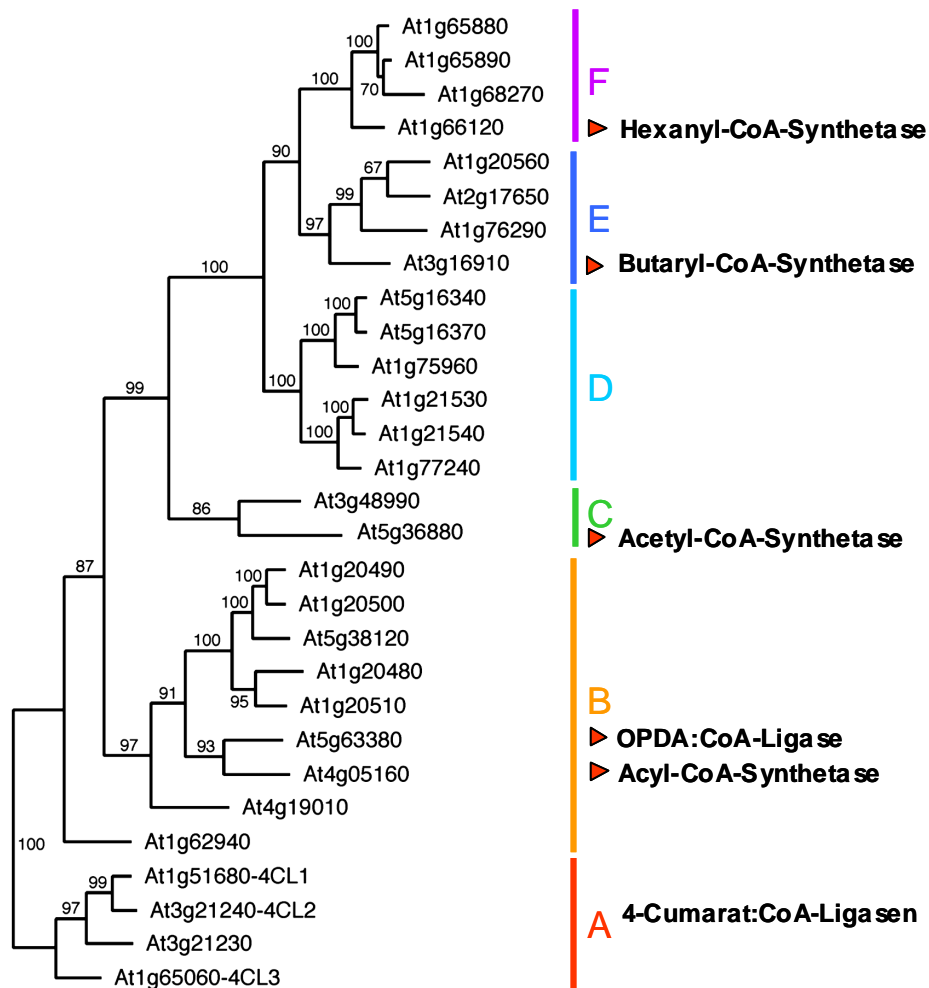 At1g65880
100
At1g65890
100
70
At1g68270
F
At1g66120
Hexanyl-CoA-Synthetase
90
At1g20560
67
At2g17650
99
E
97
At1g76290
At3g16910
Butaryl-CoA-Synthetase
100
At5g16340
100
At5g16370
100
At1g75960
100
D
99
At1g21530
100
At1g21540
100
At1g77240
At3g48990
86
C
At5g36880
Acetyl-CoA-Synthetase
87
At1g20490
100
At1g20500
100
At5g38120
100
At1g20480
91
95
At1g20510
B
97
93
At5g63380
OPDA:CoA-Ligase
At4g05160
Acyl-CoA-Synthetase
At4g19010
100
At1g62940
99
At1g51680-4CL1
97
At3g21240-4CL2
4-Cumarat:CoA-Ligasen
A
At3g21230
At1g65060-4CL3